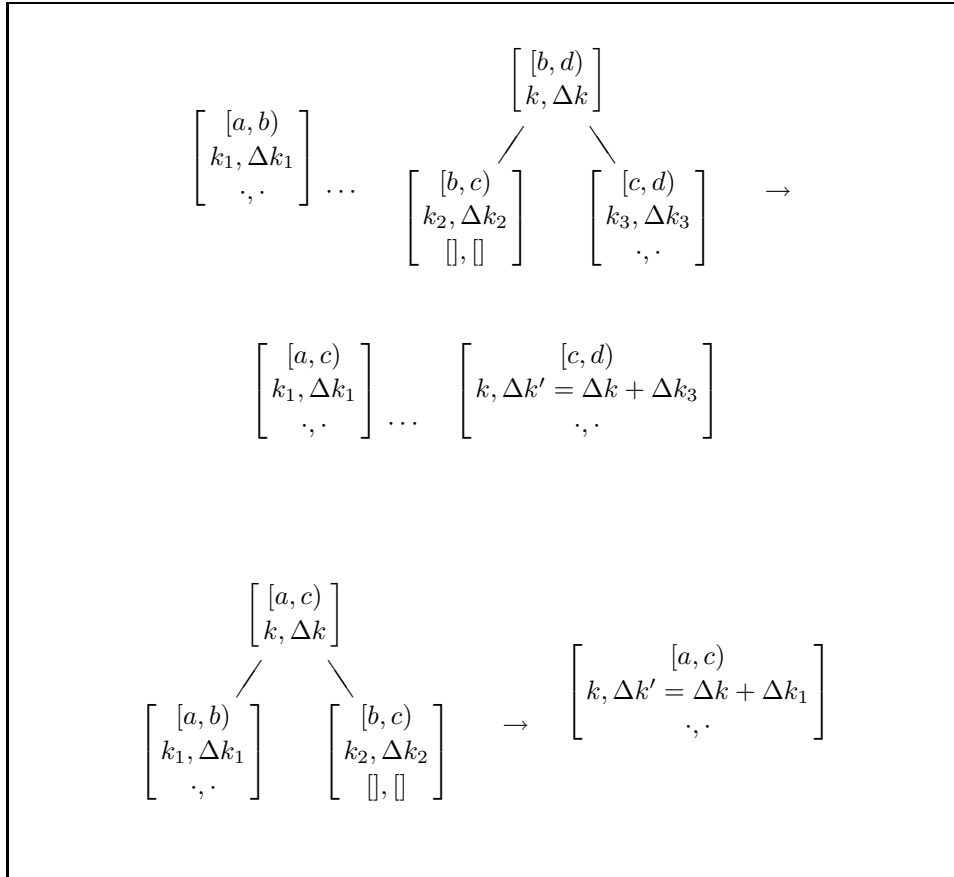 [b, d)
k, Δk
[a, b)
k₁, Δk₁
·, · ...
[b, c)
k₂, Δk₂
[], []
[c, d)
k₃, Δk₃
·, ·
→
[a, c)
k₁, Δk₁
·, · ...
[c, d)
k, Δk′ = Δk + Δk₃
·, ·
[a, c)
k, Δk
[a, b)
k₁, Δk₁
·, ·
[b, c)
k₂, Δk₂
[], []
→
[a, c)
k, Δk′ = Δk + Δk₁
·, ·